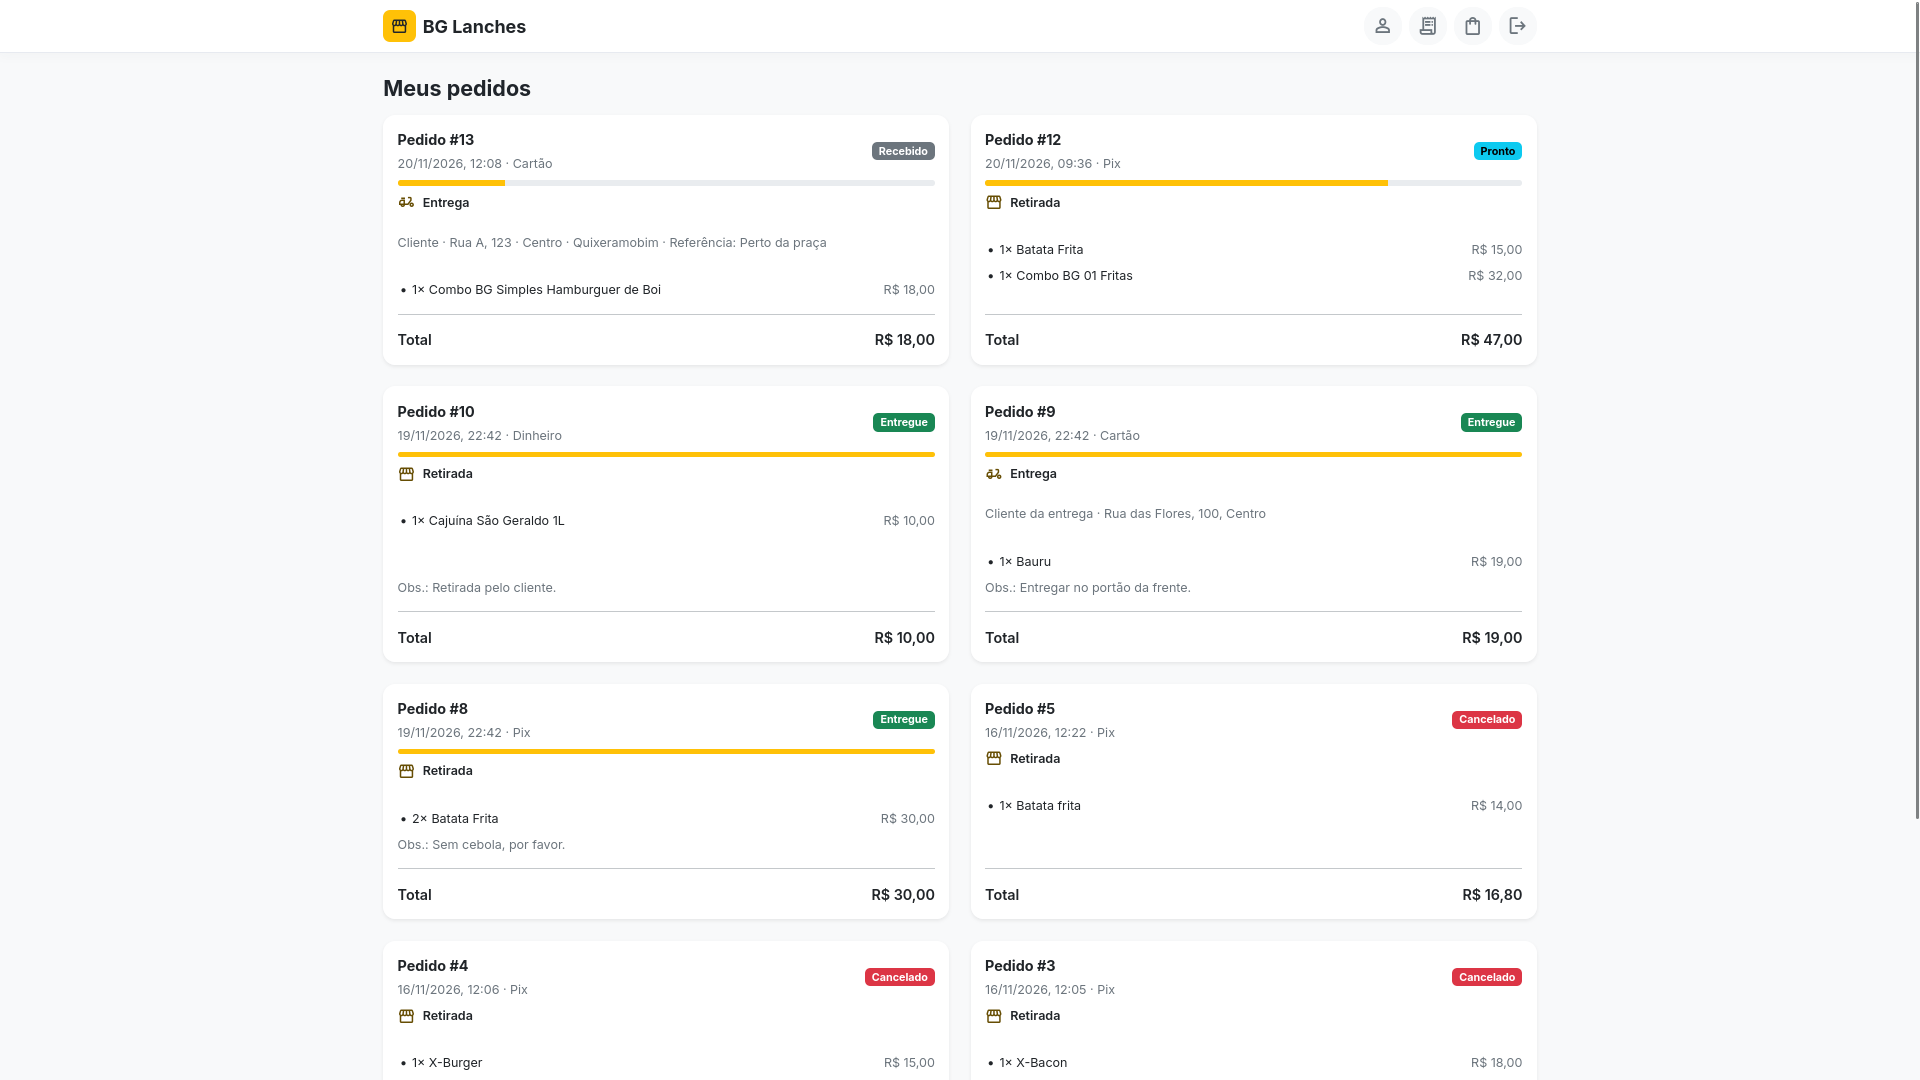 BG Lanches
Meus pedidos
Pedido #13
20/11/2026, 12:08 · Cartão
Recebido
Entrega
Cliente · Rua A, 123 · Centro · Quixeramobim · Referência: Perto da praça
• 1× Combo BG Simples Hamburguer de Boi R$ 18,00
Total R$ 18,00
Pedido #12
20/11/2026, 09:36 · Pix
Pronto
Retirada
• 1× Batata Frita R$ 15,00
• 1× Combo BG 01 Fritas R$ 32,00
Total R$ 47,00
Pedido #10
19/11/2026, 22:42 · Dinheiro
Entregue
Retirada
• 1× Cajuína São Geraldo 1L R$ 10,00
Obs.: Retirada pelo cliente.
Total R$ 10,00
Pedido #9
19/11/2026, 22:42 · Cartão
Entregue
Entrega
Cliente da entrega · Rua das Flores, 100, Centro
• 1× Bauru R$ 19,00
Obs.: Entregar no portão da frente.
Total R$ 19,00
Pedido #8
19/11/2026, 22:42 · Pix
Entregue
Retirada
• 2× Batata Frita R$ 30,00
Obs.: Sem cebola, por favor.
Total R$ 30,00
Pedido #5
16/11/2026, 12:22 · Pix
Cancelado
Retirada
• 1× Batata frita R$ 14,00
Total R$ 16,80
Pedido #4
16/11/2026, 12:06 · Pix
Cancelado
Retirada
• 1× X-Burger R$ 15,00
Pedido #3
16/11/2026, 12:05 · Pix
Cancelado
Retirada
• 1× X-Bacon R$ 18,00